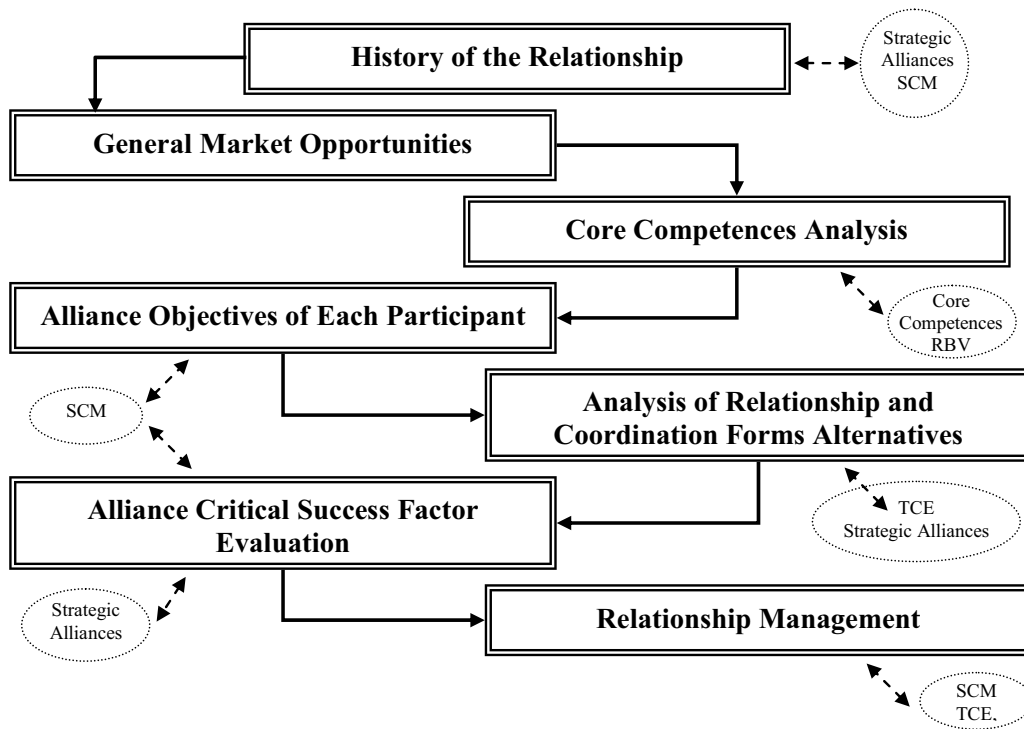 History of the Relationship
Strategic
Alliances
SCM
General Market Opportunities
Core Competences Analysis
Alliance Objectives of Each Participant
Core
Competences
RBV
SCM
Analysis of Relationship and
Coordination Forms Alternatives
Alliance Critical Success Factor
Evaluation
TCE
Strategic Alliances
Strategic
Alliances
Relationship Management
SCM
TCE.